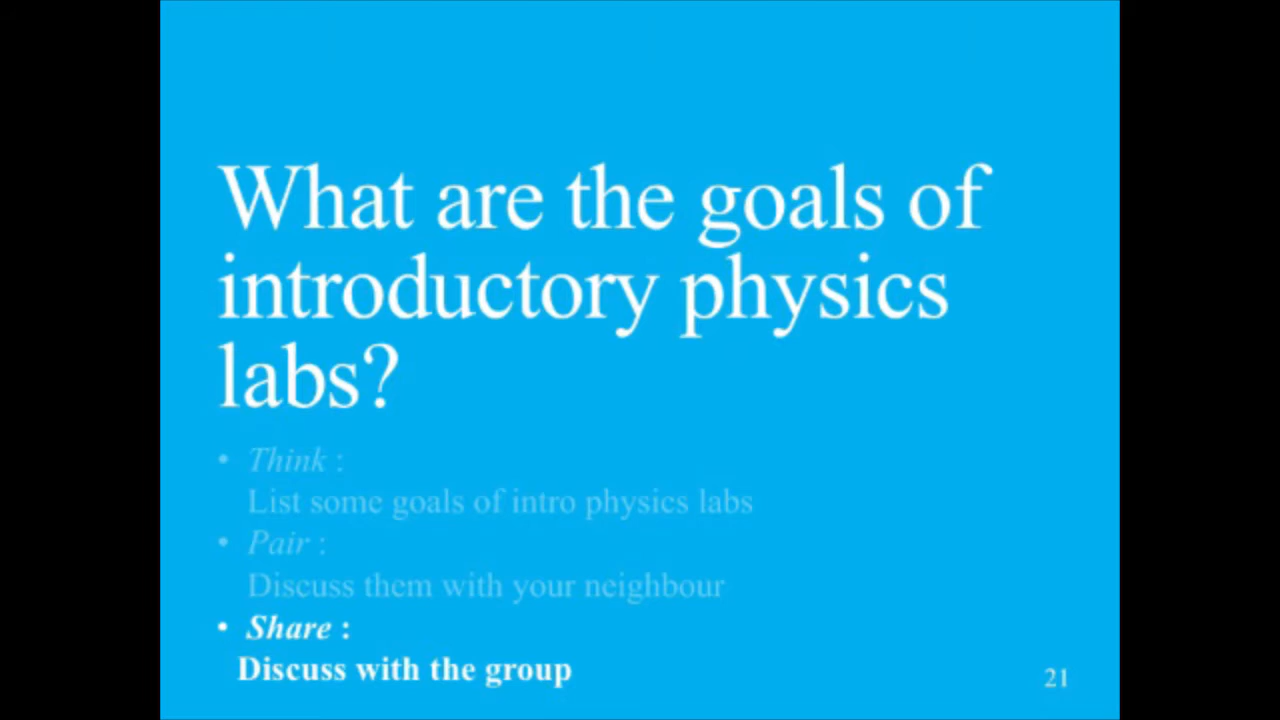 What are the goals of
introductory physics
labs?
• Think :
List some goals of intro physics labs
• Pair :
Discuss them with your neighbour
• Share :
Discuss with the group
21